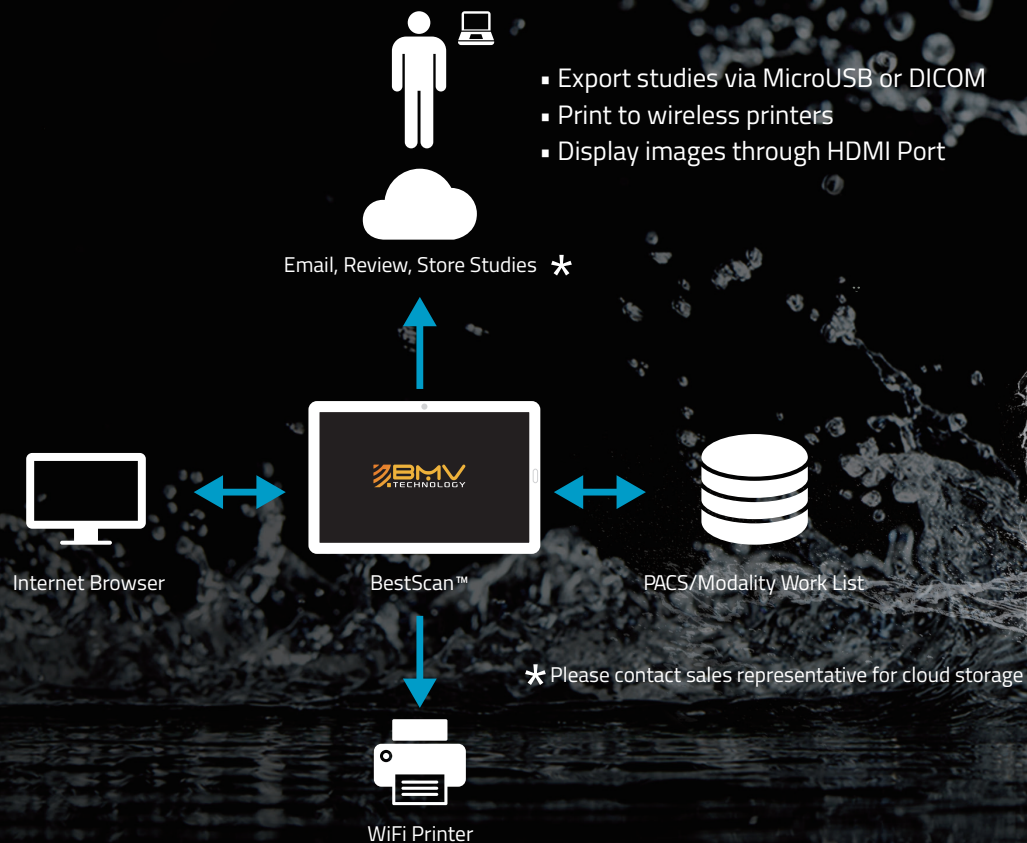 ▪ Export studies via MicroUSB or DICOM
▪ Print to wireless printers
▪ Display images through HDMI Port
Email, Review, Store Studies *
BMV
TECHNOLOGY
Internet Browser
BestScan™
PACS/Modality Work List
* Please contact sales representative for cloud storage
WiFi Printer